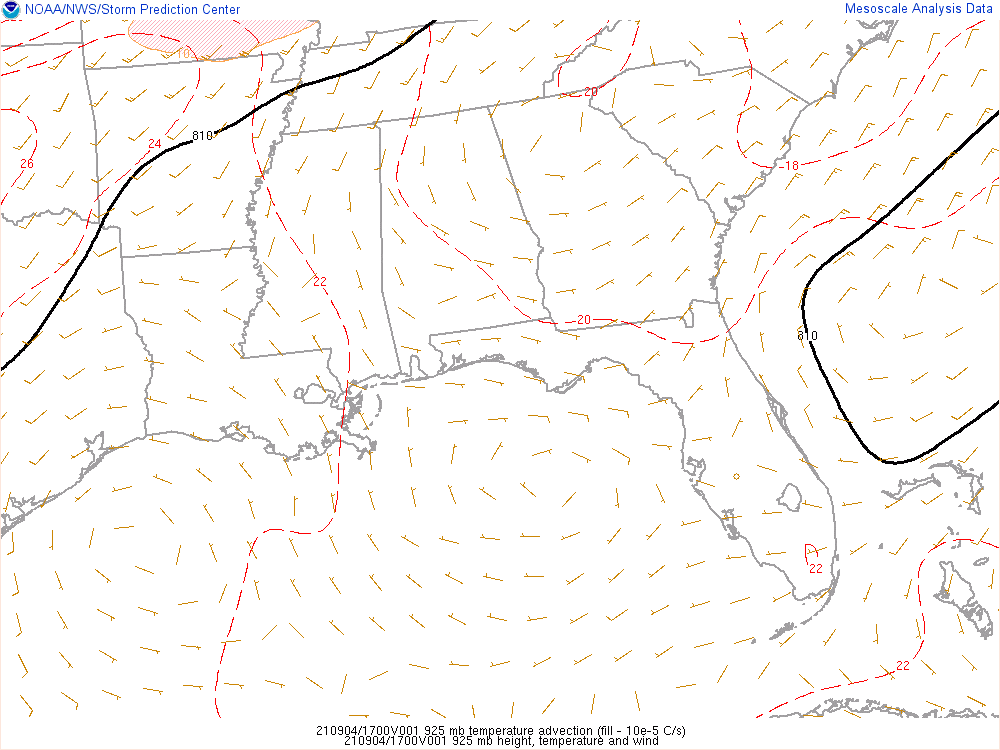 NOAA/NWS/Storm Prediction Center
Mesoscale Analysis Data
20
810
24
26
18
22
20
810
22
22
210904/1700V001 925 mb temperature advection (fill - 10e-5 C/s)
210904/1700V001 925 mb height, temperature and wind